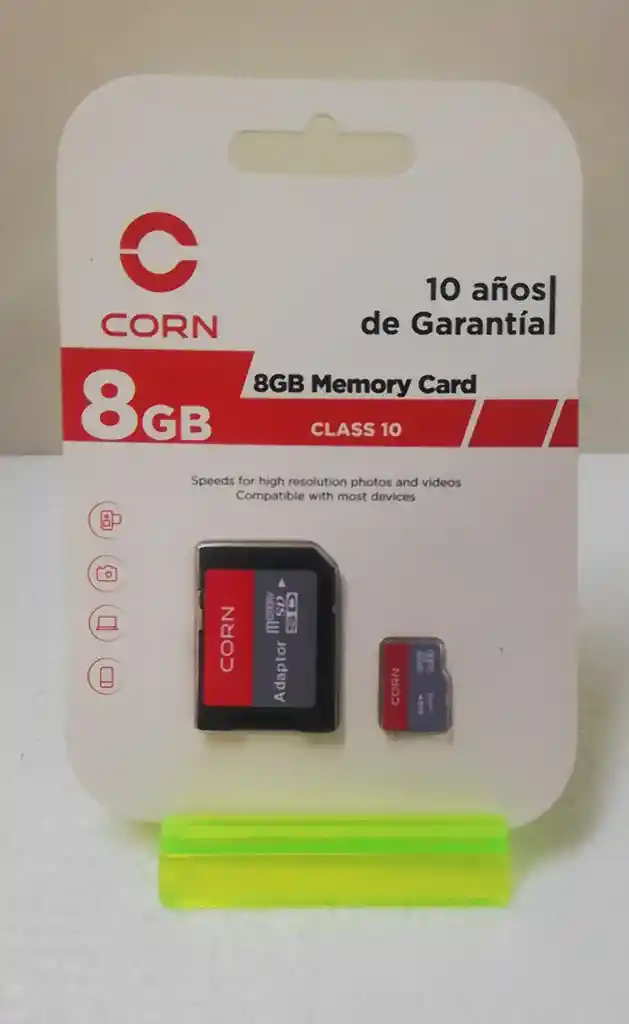 CORN
10 años
de Garantía
8GB
8GB Memory Card
CLASS 10
Speeds for high resolution photos and videos
Compatible with most devices
CORN
Adaptor
CORN